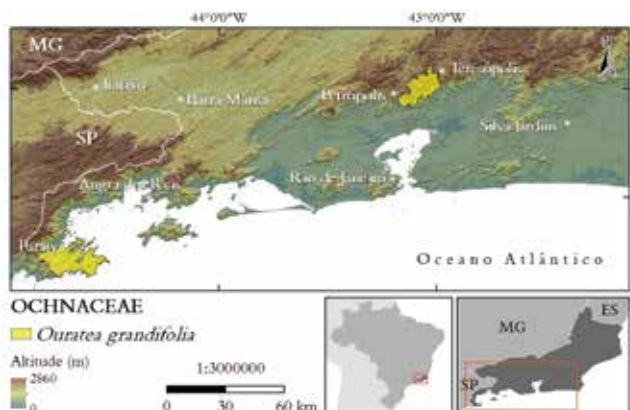 44°0'0"W 43°0'0"W
MG
Teresópolis
Itatiaia
Petrópolis
Barra Mansa
Silva Jardim
SP
Rio de Janeiro
Angra dos Reis
Paraty
Oceano Atlântico
OCHNACEAE
Ouratea grandifolia
Altitude (m)
2860
0
1:3000000
0 30 60 km
ES
MG
SP